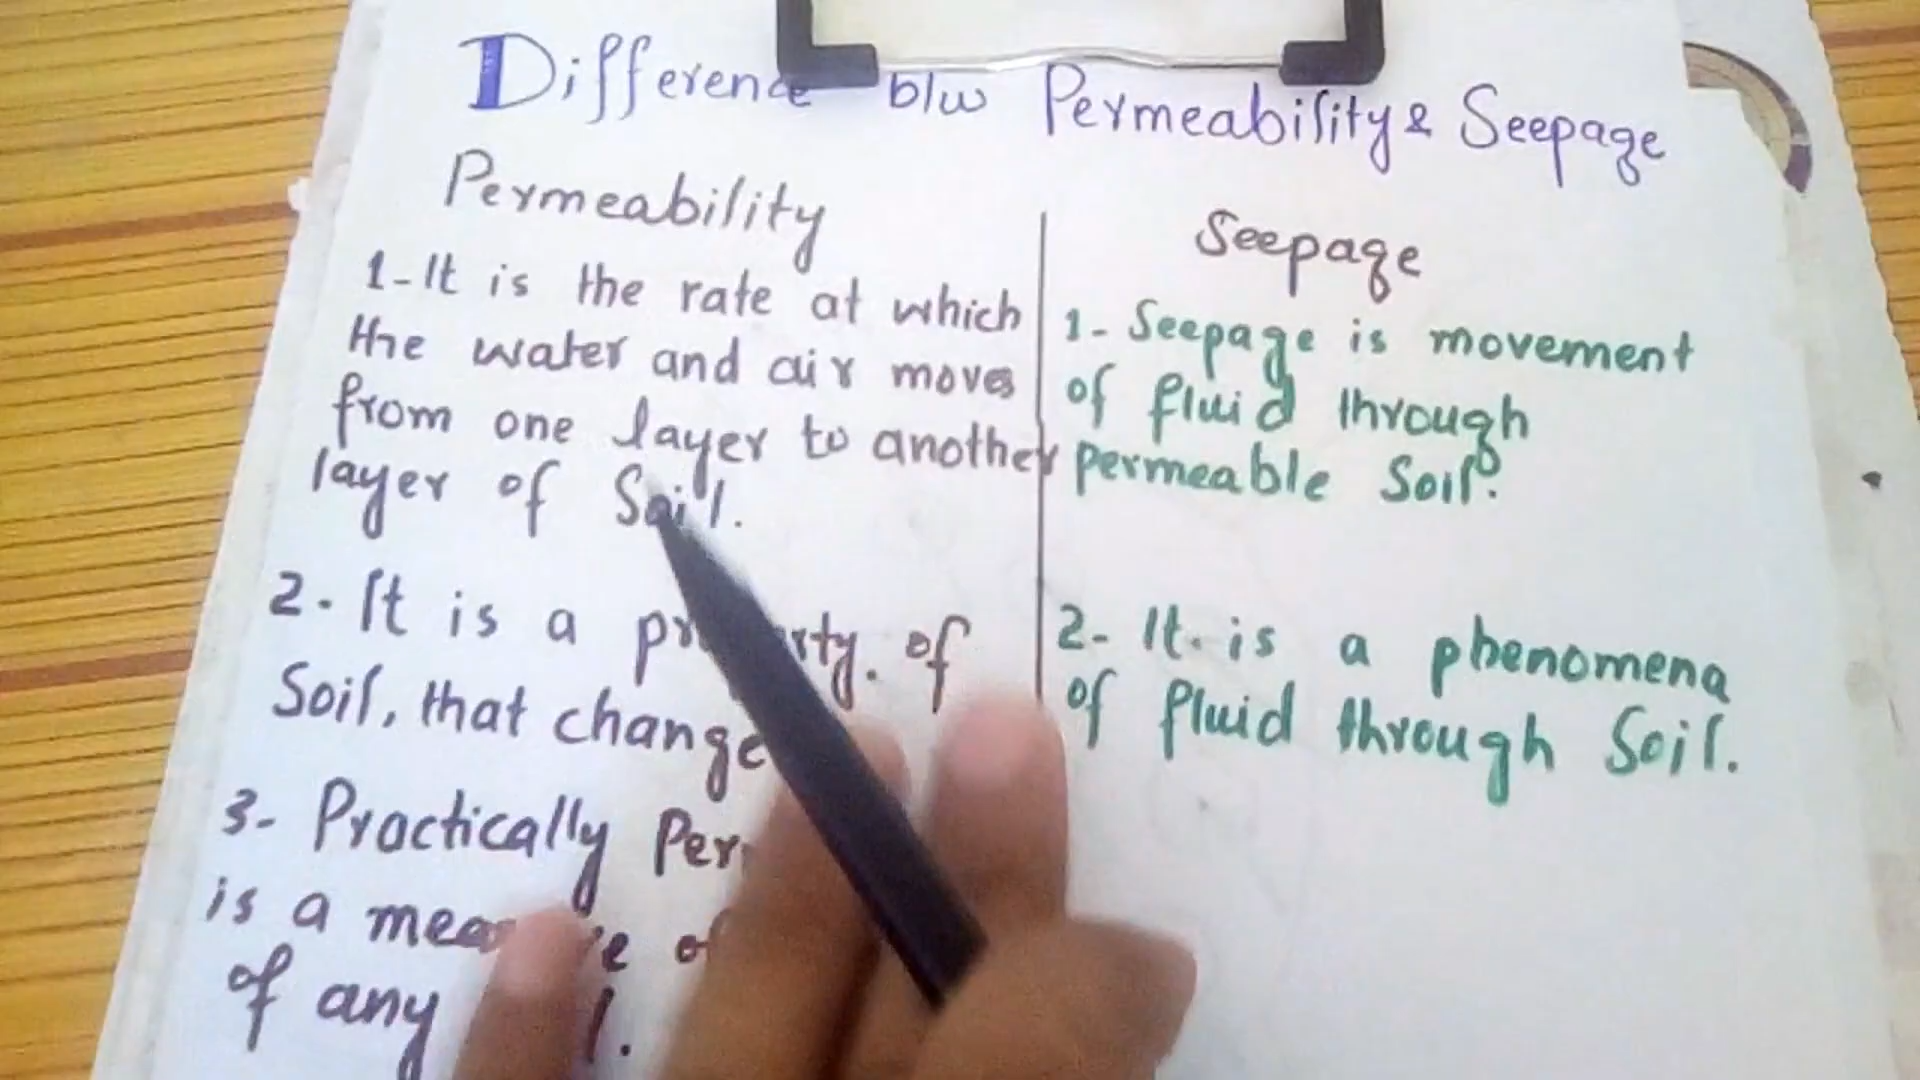 Difference b/w Permeability & Seepage
Permeability
1- It is the rate at which
the water and air moves
from one layer to another
layer of Soil.
2. It is a of
Soil, that
3- Practically
is a
of any
Seepage
1- Seepage is movement
of fluid through
permeable Soil.
2- It is a phenomena
of fluid through Soil.